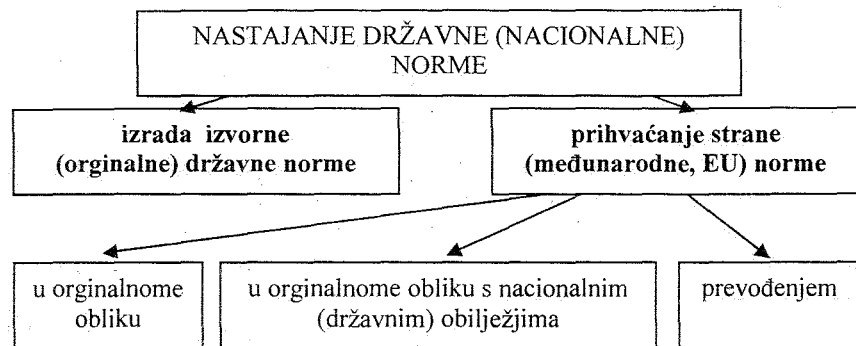 NASTAJANJE DRŽAVNE (NACIONALNE)
NORME
izrada izvorne
(orginalne) državne norme
prihvaćanje strane
(međunarodne, EU) norme
u orginalnome
obliku
u orginalnome obliku s nacionalnim
(državnim) obilježjima
prevođenjem